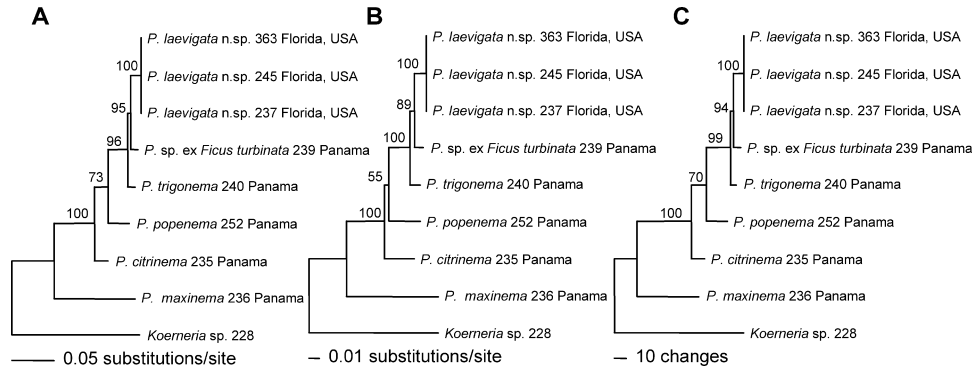 A
P. laevigata n.sp. 363 Florida, USA
100
P. laevigata n.sp. 245 Florida, USA
95
P. laevigata n.sp. 237 Florida, USA
96
P. sp. ex Ficus turbinata 239 Panama
73
P. trigonema 240 Panama
100
P. popenema 252 Panama
P. citrinema 235 Panama
P. maxinema 236 Panama
Koerneria sp. 228
0.05 substitutions/site
B
P. laevigata n.sp. 363 Florida, USA
100
P. laevigata n.sp. 245 Florida, USA
89
P. laevigata n.sp. 237 Florida, USA
100
P. sp. ex Ficus turbinata 239 Panama
55
P. trigonema 240 Panama
100
P. popenema 252 Panama
P. citrinema 235 Panama
P. maxinema 236 Panama
Koerneria sp. 228
0.01 substitutions/site
C
P. laevigata n.sp. 363 Florida, USA
100
P. laevigata n.sp. 245 Florida, USA
94
P. laevigata n.sp. 237 Florida, USA
99
P. sp. ex Ficus turbinata 239 Panama
70
P. trigonema 240 Panama
100
P. popenema 252 Panama
P. citrinema 235 Panama
P. maxinema 236 Panama
Koerneria sp. 228
10 changes